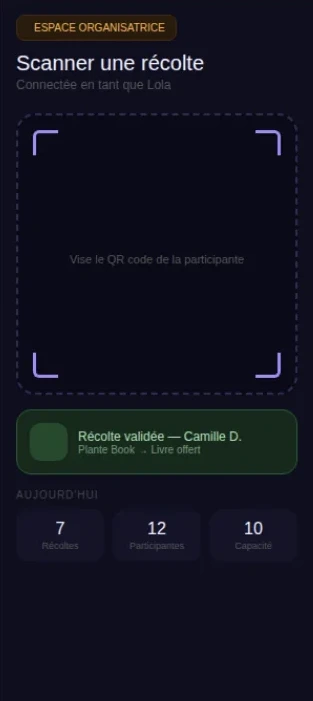 ESPACE ORGANISATRICE
Scanner une récolte
Connectée en tant que Lola
Vise le QR code de la participante
Récolte validée — Camille D.
Plante Book → Livre offert
AUJOURD'HUI
7
12
10
Récoltes
Participantes
Capacité